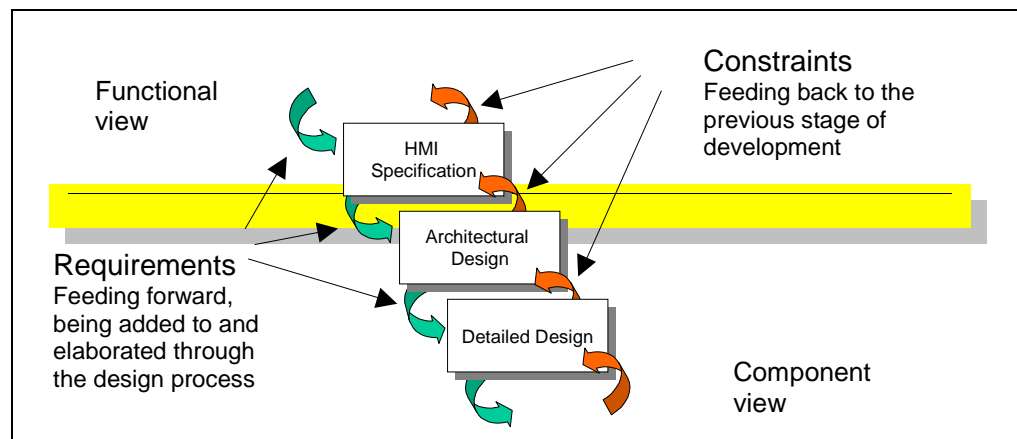 Functional
view
Constraints
Feeding back to the
previous stage of
development
HMI
Specification
Architectural
Design
Requirements
Feeding forward,
being added to and
elaborated through
the design process
Detailed Design
Component
view